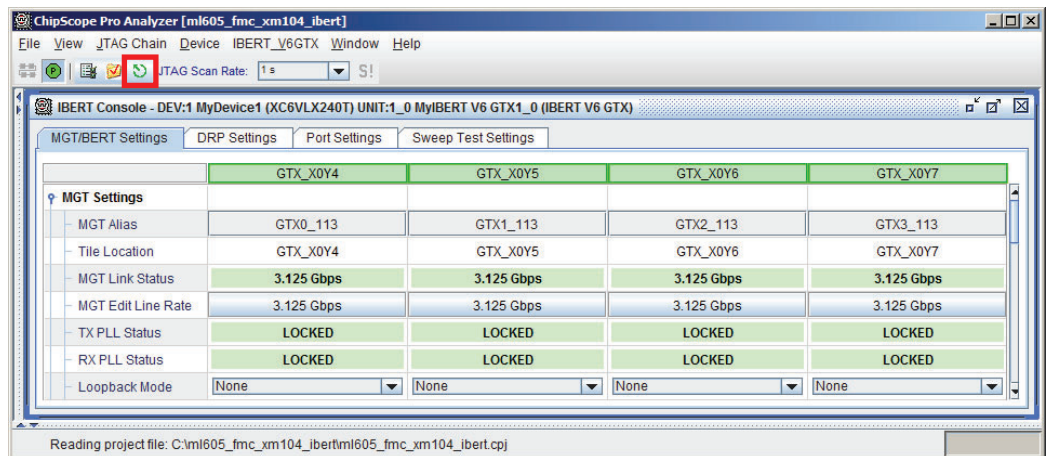 ChipScope Pro Analyzer [ml605_fmc_xm104_ibert]
File View JTAG Chain Device IBERT_V6GTX Window Help
P JTAG Scan Rate: 1 s S!
IBERT Console - DEV:1 MyDevice1 (XC6VLX240T) UNIT:1_0 MyIBERT V6 GTX1_0 (IBERT V6 GTX)
MGT/BERT Settings DRP Settings Port Settings Sweep Test Settings
GTX_X0Y4 GTX_X0Y5 GTX_X0Y6 GTX_X0Y7
MGT Settings
MGT Alias GTX0_113 GTX1_113 GTX2_113 GTX3_113
Tile Location GTX_X0Y4 GTX_X0Y5 GTX_X0Y6 GTX_X0Y7
MGT Link Status 3.125 Gbps 3.125 Gbps 3.125 Gbps 3.125 Gbps
MGT Edit Line Rate 3.125 Gbps 3.125 Gbps 3.125 Gbps 3.125 Gbps
TX PLL Status LOCKED LOCKED LOCKED LOCKED
RX PLL Status LOCKED LOCKED LOCKED LOCKED
Loopback Mode None None None None
Reading project file: C:\ml605_fmc_xm104_ibert\ml605_fmc_xm104_ibert.cpj